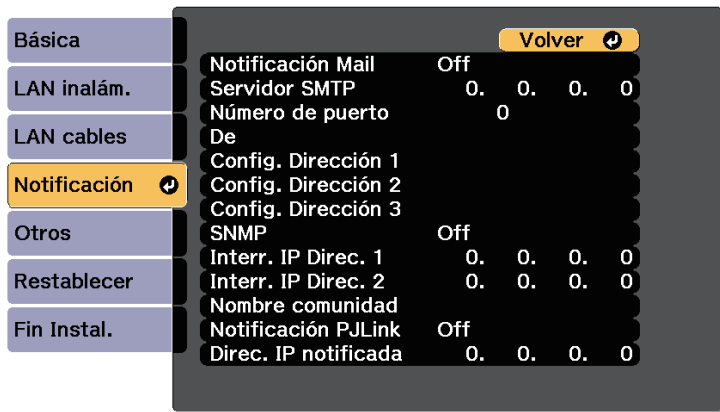 Básica
LAN inalám.
LAN cables
Notificación
Otros
Restablecer
Fin Instal.
Volver
Notificación Mail Off
Servidor SMTP 0. 0. 0. 0
Número de puerto 0
De
Config. Dirección 1
Config. Dirección 2
Config. Dirección 3
SNMP Off
Interr. IP Direc. 1 0. 0. 0. 0
Interr. IP Direc. 2 0. 0. 0. 0
Nombre comunidad
Notificación PJLink Off
Direc. IP notificada 0. 0. 0. 0